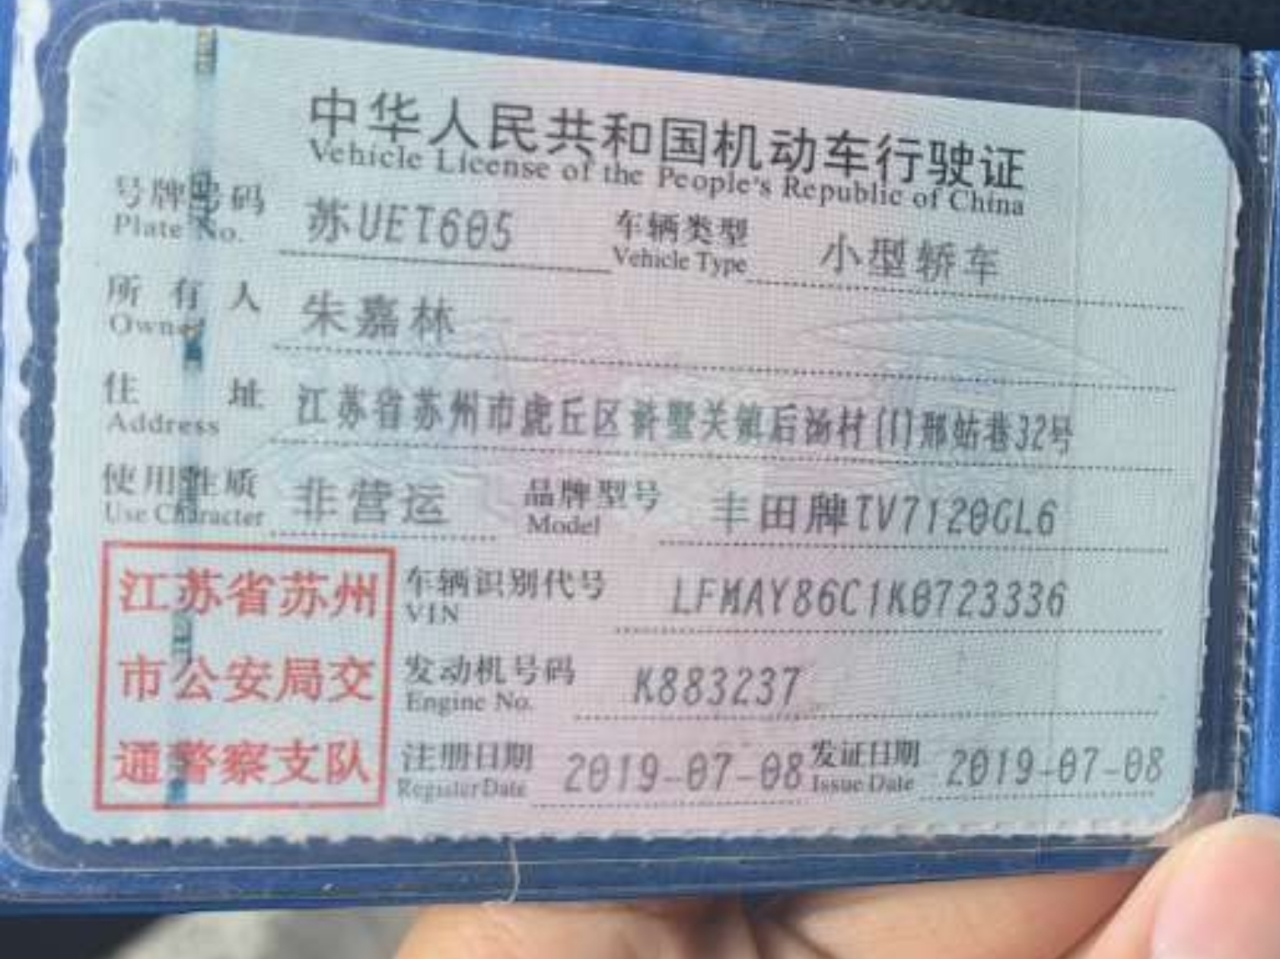 中华人民共和国机动车行驶证
Vehicle License of the People's Republic of China
号牌号码 苏UET605 车辆类型 小型轿车
Plate No. Vehicle Type
所有人 朱嘉林
Owner
住址 江苏省苏州市虎丘区浒墅关镇后汤村(1)邢姑巷32号
Address
使用性质 非营运 品牌型号 丰田牌TV7120GL6
Use Character Model
江苏省苏州
市公安局交
通警察支队
车辆识别代号 LFMAY86C1K0723336
VIN
发动机号码 K883237
Engine No.
注册日期 2019-07-08 发证日期 2019-07-08
Register Date Issue Date